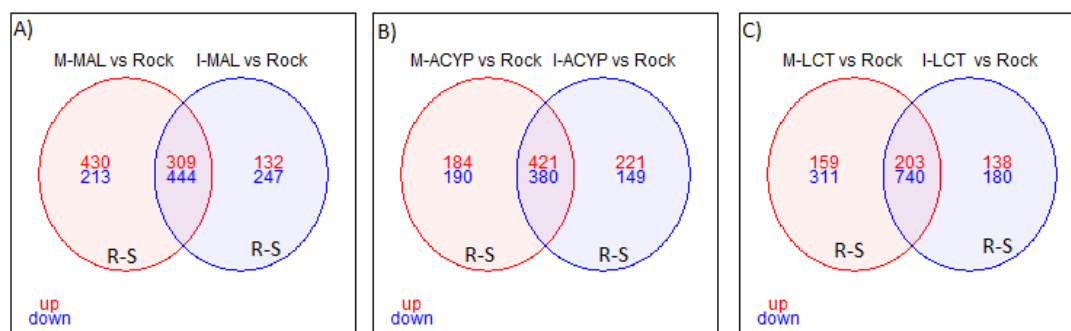 A)
M-MAL vs Rock I-MAL vs Rock
430 309 132
213 444 247
R-S R-S
up
down
B)
M-ACYP vs Rock I-ACYP vs Rock
184 421 221
190 380 149
R-S R-S
up
down
C)
M-LCT vs Rock I-LCT vs Rock
159 203 138
311 740 180
R-S R-S
up
down